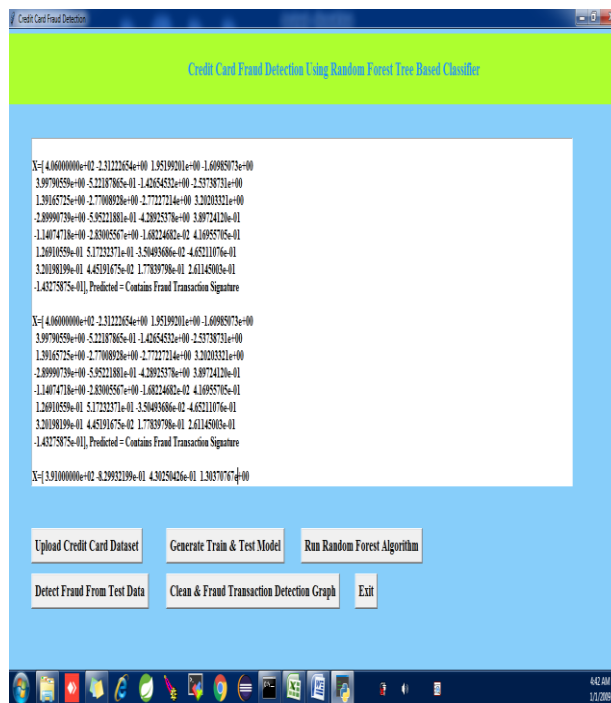 Credit Card Fraud Detection
Credit Card Fraud Detection Using Random Forest Tree Based Classifier
X=[ 4.06000000e+02 -2.31222654e+00 1.95199201e+00 -1.60985073e+00
3.99790559e+00 -5.22187865e-01 -1.42654532e+00 -2.53738731e+00
1.39165725e+00 -2.77008928e+00 -2.77227214e+00 3.20203321e+00
-2.89990739e+00 -5.95221881e-01 -4.28925378e+00 3.89724120e-01
-1.14074718e+00 -2.83005567e+00 -1.68224682e-02 4.16955705e-01
1.26910559e-01 5.17232371e-01 -3.50493686e-02 -4.65211076e-01
3.20198199e-01 4.45191675e-02 1.77839798e-01 2.61145003e-01
-1.43275875e-01], Predicted = Contains Fraud Transaction Signature
X=[ 4.06000000e+02 -2.31222654e+00 1.95199201e+00 -1.60985073e+00
3.99790559e+00 -5.22187865e-01 -1.42654532e+00 -2.53738731e+00
1.39165725e+00 -2.77008928e+00 -2.77227214e+00 3.20203321e+00
-2.89990739e+00 -5.95221881e-01 -4.28925378e+00 3.89724120e-01
-1.14074718e+00 -2.83005567e+00 -1.68224682e-02 4.16955705e-01
1.26910559e-01 5.17232371e-01 -3.50493686e-02 -4.65211076e-01
3.20198199e-01 4.45191675e-02 1.77839798e-01 2.61145003e-01
-1.43275875e-01], Predicted = Contains Fraud Transaction Signature
X=[ 3.91000000e+02 -8.29932199e-01 4.30250426e-01 1.30370767e+00
Upload Credit Card Dataset
Generate Train & Test Model
Run Random Forest Algorithm
Detect Fraud From Test Data
Clean & Fraud Transaction Detection Graph
Exit
4:42 AM
1/1/2009